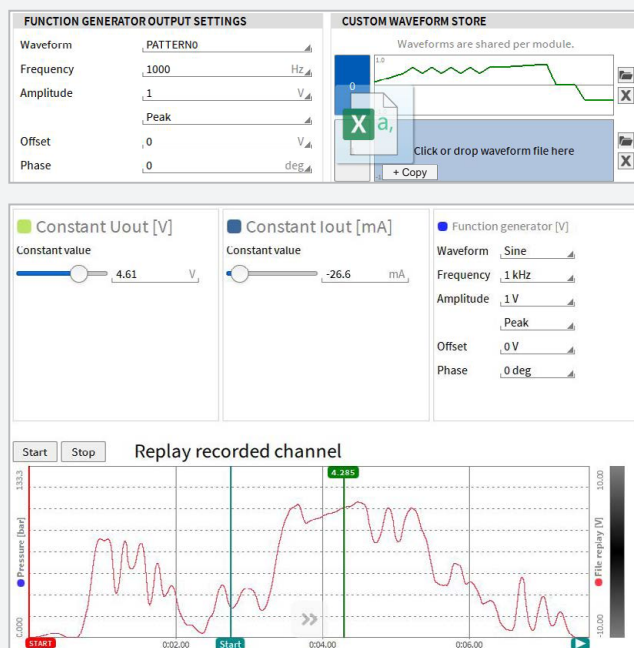 FUNCTION GENERATOR OUTPUT SETTINGS
Waveform PATTERN0
Frequency 1000 Hz
Amplitude 1 V
Peak
Offset 0 V
Phase 0 deg
CUSTOM WAVEFORM STORE
Waveforms are shared per module.
1.0
0
X
X a,
Click or drop waveform file here
X
+ Copy
Constant Uout [V]
Constant value
4.61 V
Constant Iout [mA]
Constant value
-26.6 mA
Function generator [V]
Waveform Sine
Frequency 1 kHz
Amplitude 1 V
Peak
Offset 0 V
Phase 0 deg
Start Stop Replay recorded channel
4.285
133.3
Pressure [bar]
0.000
10.00
File replay [V]
-10.00
START 0:02.00 Start 0:04.00 0:06.00